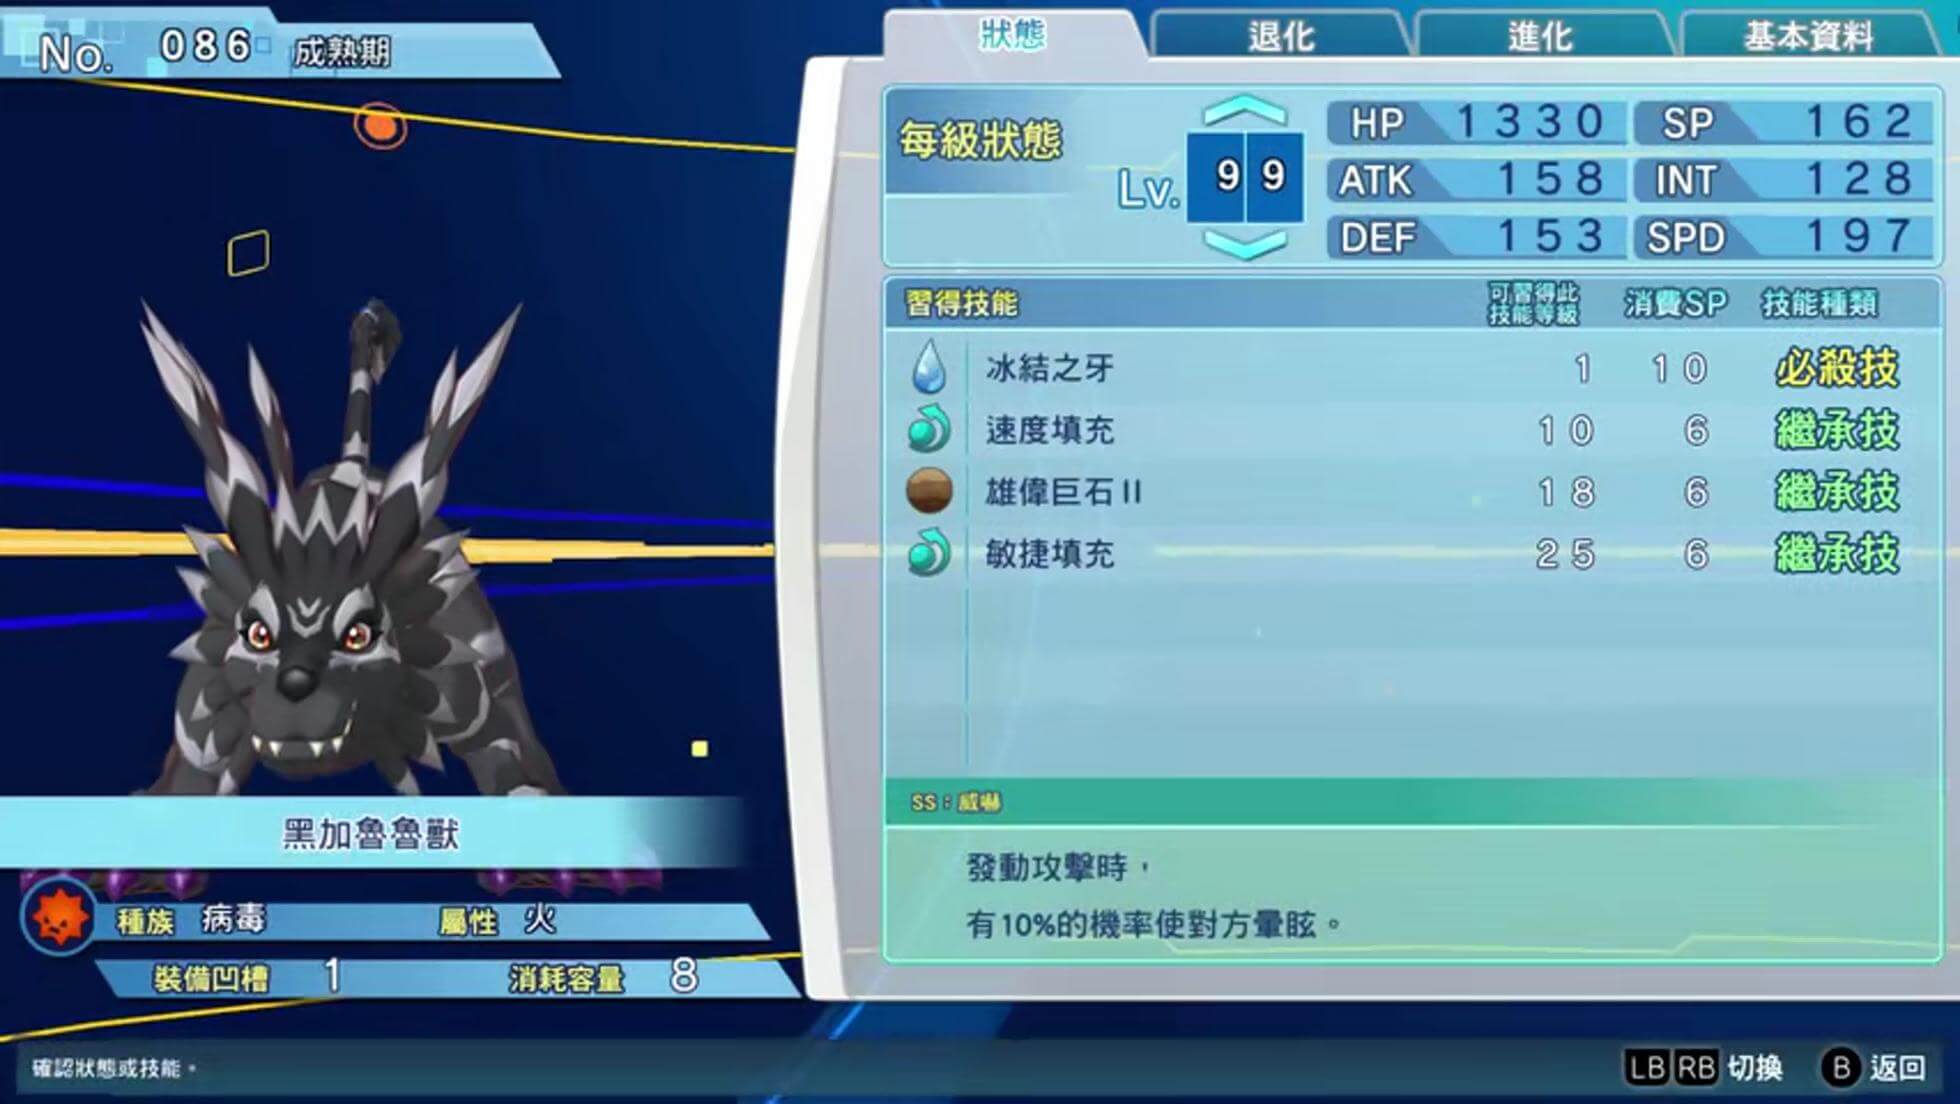 No. 086 成熟期
狀態 退化 進化 基本資料
每級狀態
Lv. 99
HP 1330 SP 162
ATK 158 INT 128
DEF 153 SPD 197
習得技能 可習得此技能等級 消費SP 技能種類
冰結之牙 1 10 必殺技
速度填充 10 6 繼承技
雄偉巨石II 18 6 繼承技
敏捷填充 25 6 繼承技
SS:威嚇
發動攻擊時,
有10%的機率使對方暈眩。
黑加魯魯獸
種族 病毒 屬性 火
裝備凹槽 1 消耗容量 8
確認狀態或技能。
LB RB 切換 B 返回